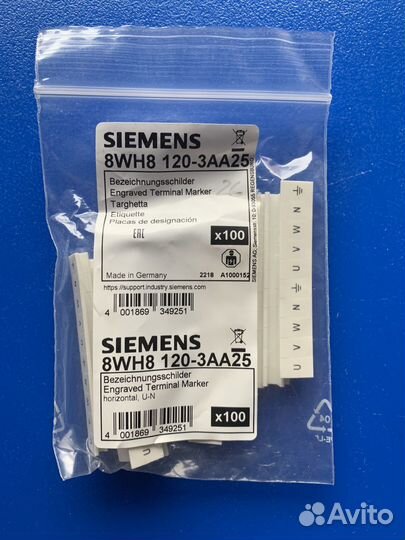 SIEMENS
8WH8 120-3AA25
Bezeichnungsschilder
Engraved Terminal Marker
Targhetta
Etiquette
Placas de designación
26
EAC
x100
Made in Germany
2218 A1000152
https://support.industry.siemens.com
4 001869 349251
SIEMENS
8WH8 120-3AA25
Bezeichnungsschilder
Engraved Terminal Marker
horizontal, U-N
4 001869 349251
x100
N W V U
N W V U
U
Avito